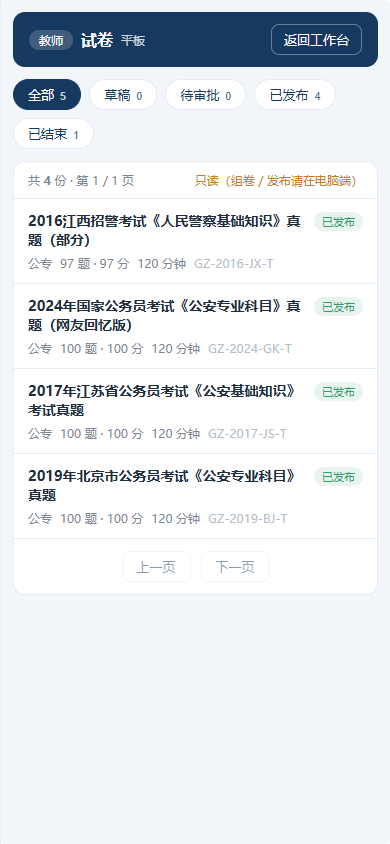 教师 试卷 平板 返回工作台
全部 5 草稿 0 待审批 0 已发布 4
已结束 1
共 4 份 · 第 1 / 1 页 只读（组卷 / 发布请在电脑端）
2016江西招警考试《人民警察基础知识》真 已发布
题（部分）
公专 97 题 · 97 分 120 分钟 GZ-2016-JX-T
2024年国家公务员考试《公安专业科目》真 已发布
题（网友回忆版）
公专 100 题 · 100 分 120 分钟 GZ-2024-GK-T
2017年江苏省公务员考试《公安基础知识》 已发布
考试真题
公专 100 题 · 100 分 120 分钟 GZ-2017-JS-T
2019年北京市公务员考试《公安专业科目》 已发布
真题
公专 100 题 · 100 分 120 分钟 GZ-2019-BJ-T
上一页 下一页